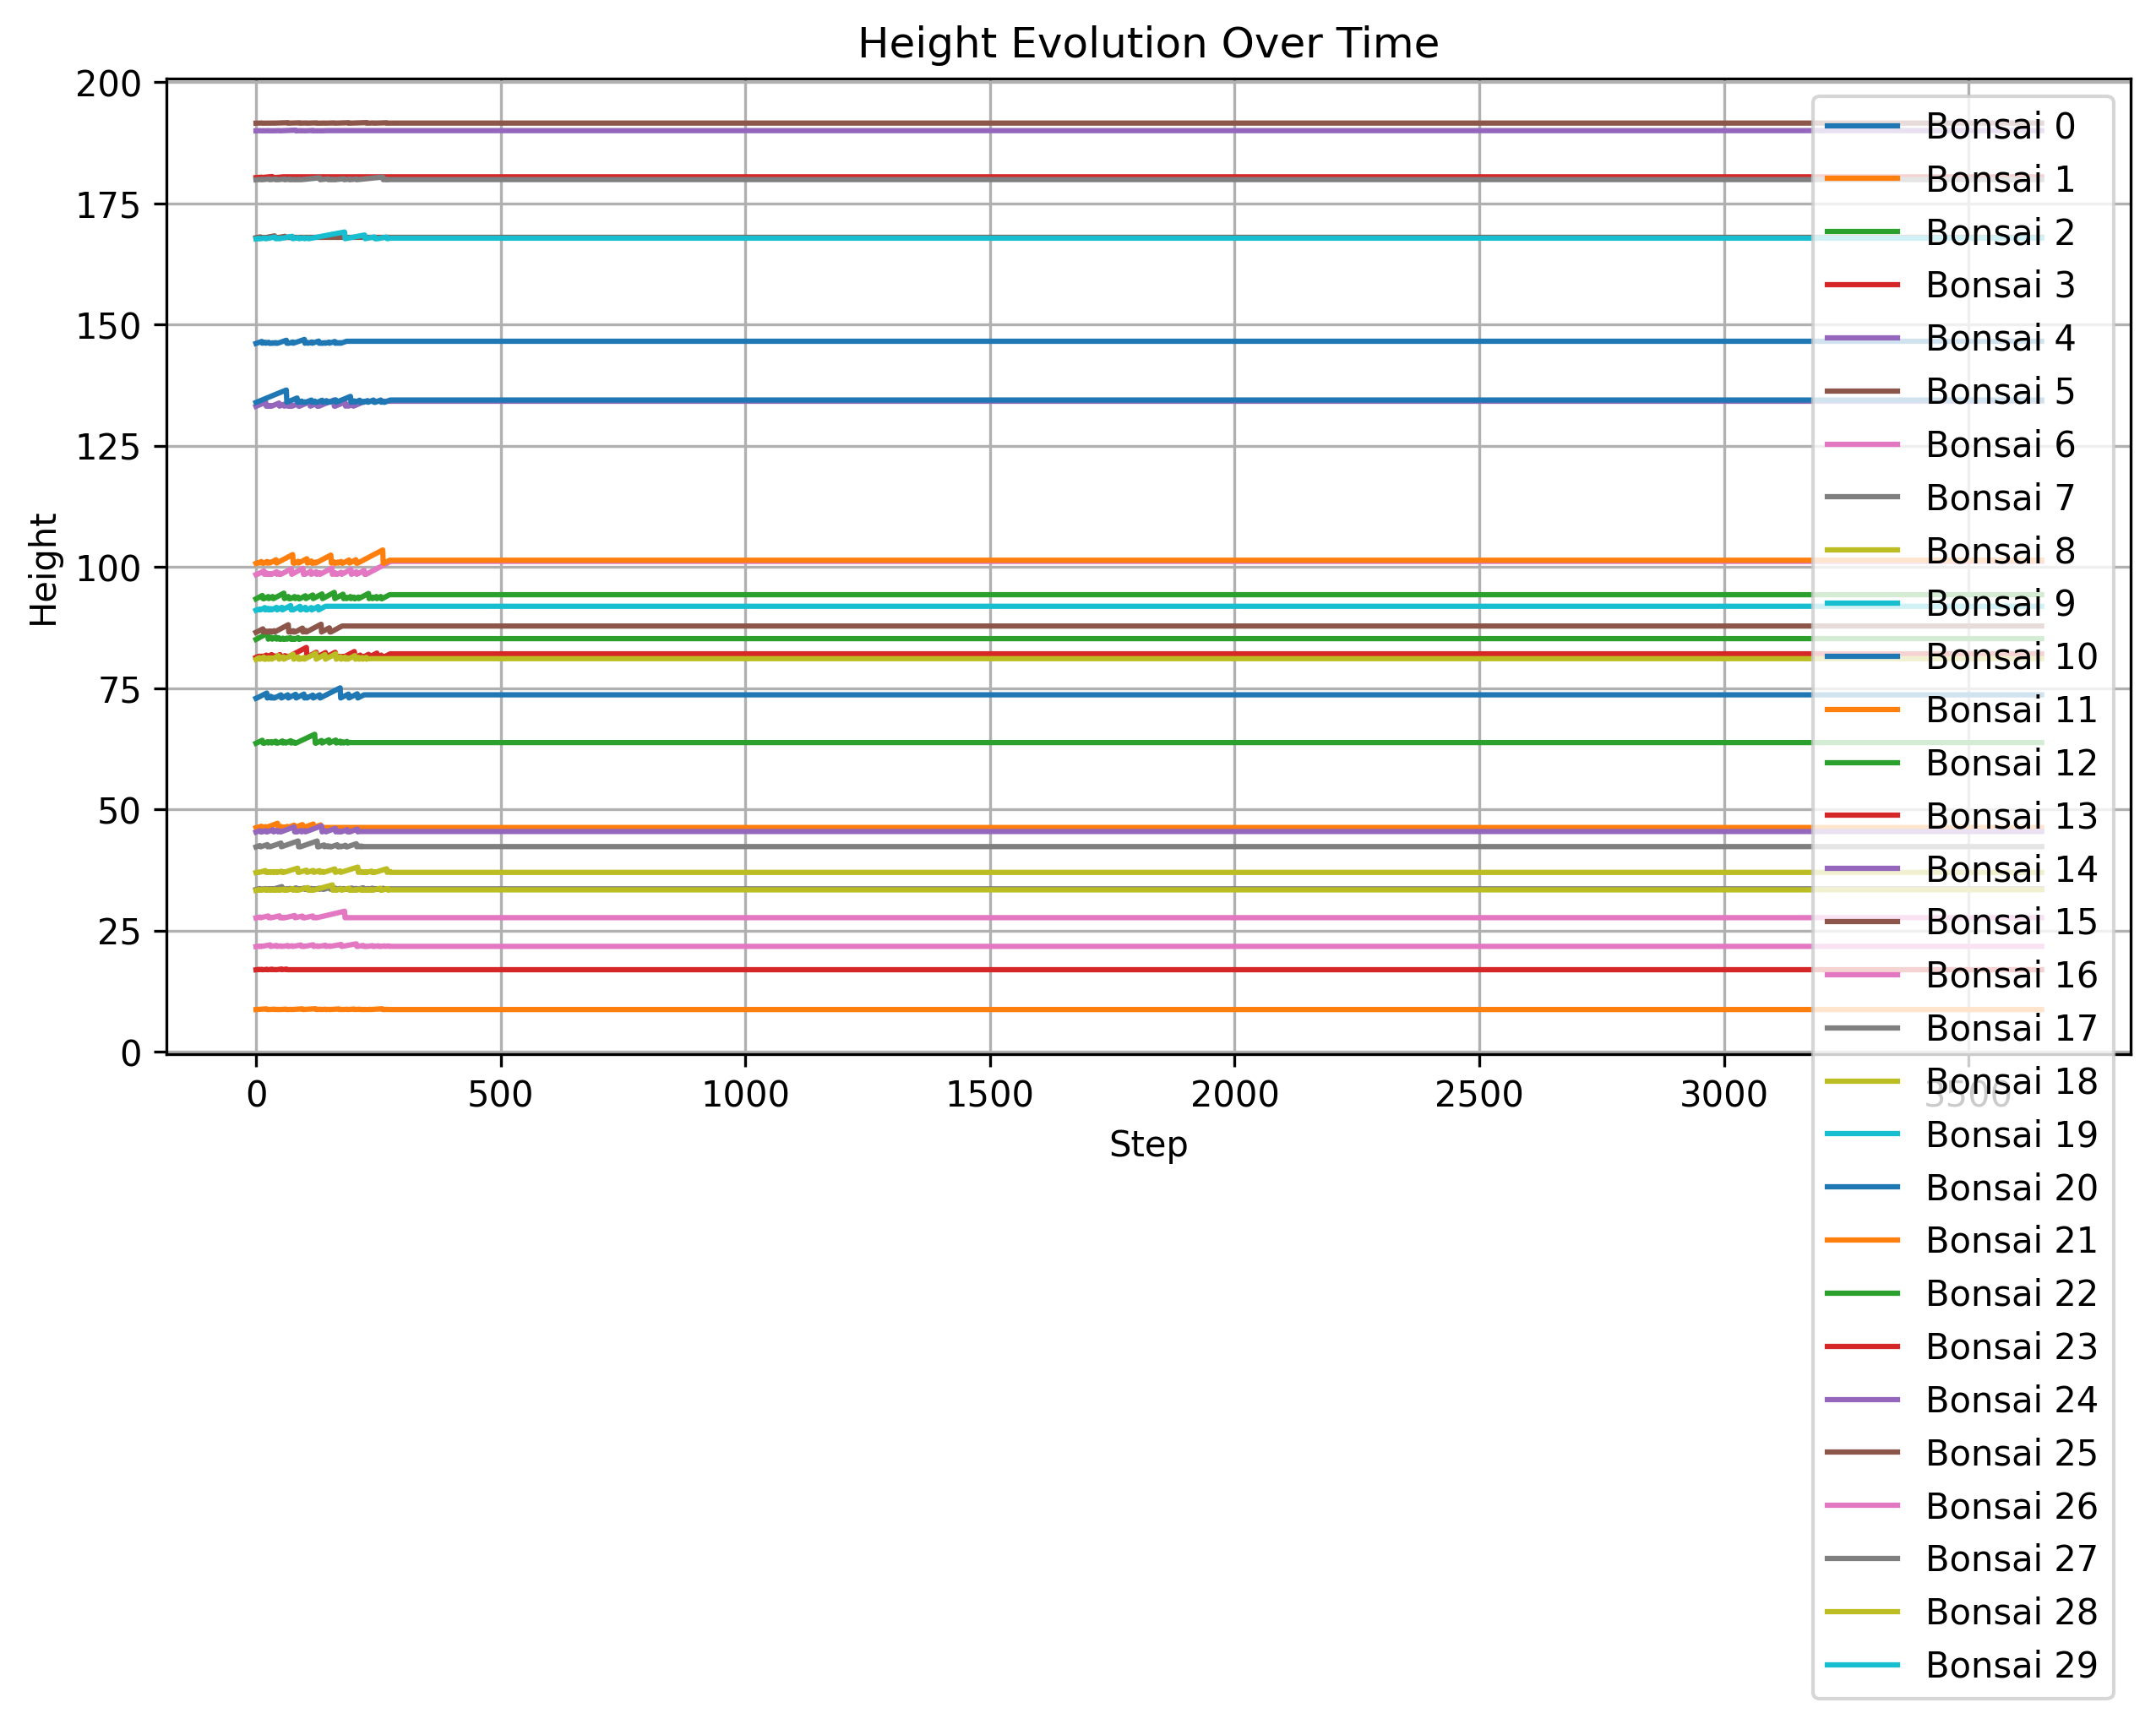 Height Evolution Over Time
Height
200
175
150
125
100
75
50
25
0
0 500 1000 1500 2000 2500 3000 3500
Step
Bonsai 0
Bonsai 1
Bonsai 2
Bonsai 3
Bonsai 4
Bonsai 5
Bonsai 6
Bonsai 7
Bonsai 8
Bonsai 9
Bonsai 10
Bonsai 11
Bonsai 12
Bonsai 13
Bonsai 14
Bonsai 15
Bonsai 16
Bonsai 17
Bonsai 18
Bonsai 19
Bonsai 20
Bonsai 21
Bonsai 22
Bonsai 23
Bonsai 24
Bonsai 25
Bonsai 26
Bonsai 27
Bonsai 28
Bonsai 29